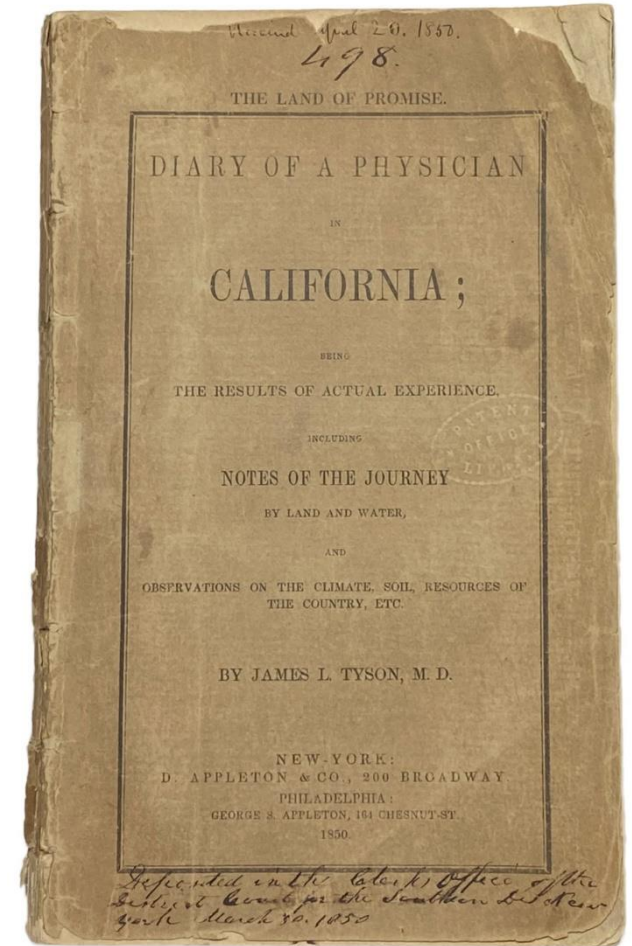 April 20. 1850.
498.
THE LAND OF PROMISE.
DIARY OF A PHYSICIAN
IN
CALIFORNIA;
BEING
THE RESULTS OF ACTUAL EXPERIENCE,
INCLUDING
NOTES OF THE JOURNEY
BY LAND AND WATER,
AND
OBSERVATIONS ON THE CLIMATE, SOIL, RESOURCES OF
THE COUNTRY, ETC.
BY JAMES L. TYSON, M. D.
NEW-YORK:
D. APPLETON & CO., 200 BROADWAY
PHILADELPHIA:
GEORGE S. APPLETON, 164 CHESNUT-ST.
1850.
Deposited in the Clerk's Office of the
District Court for the Southern Dis New
York March 30. 1850
PATENT
OFFICE